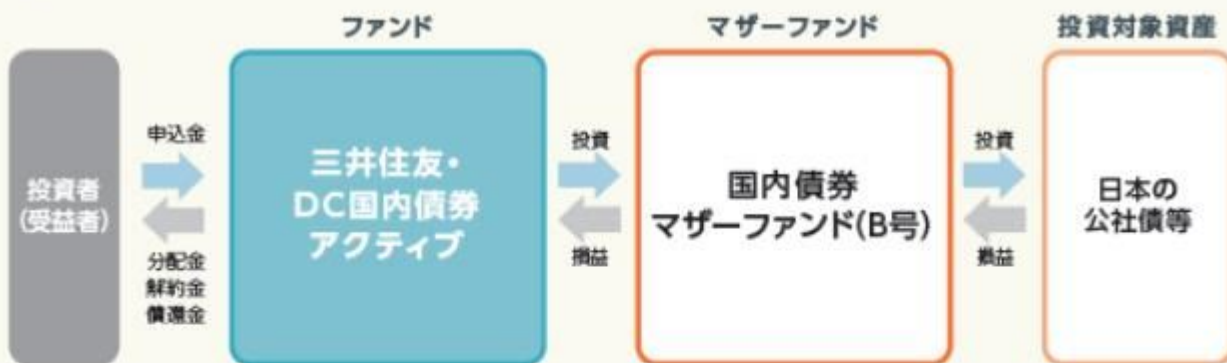 ファンド
マザーファンド
投資対象資産
投資者
(受益者)
申込金
分配金
解約金
償還金
三井住友・
DC国内債券
アクティブ
投資
損益
国内債券
マザーファンド(B号)
投資
損益
日本の
公社債等